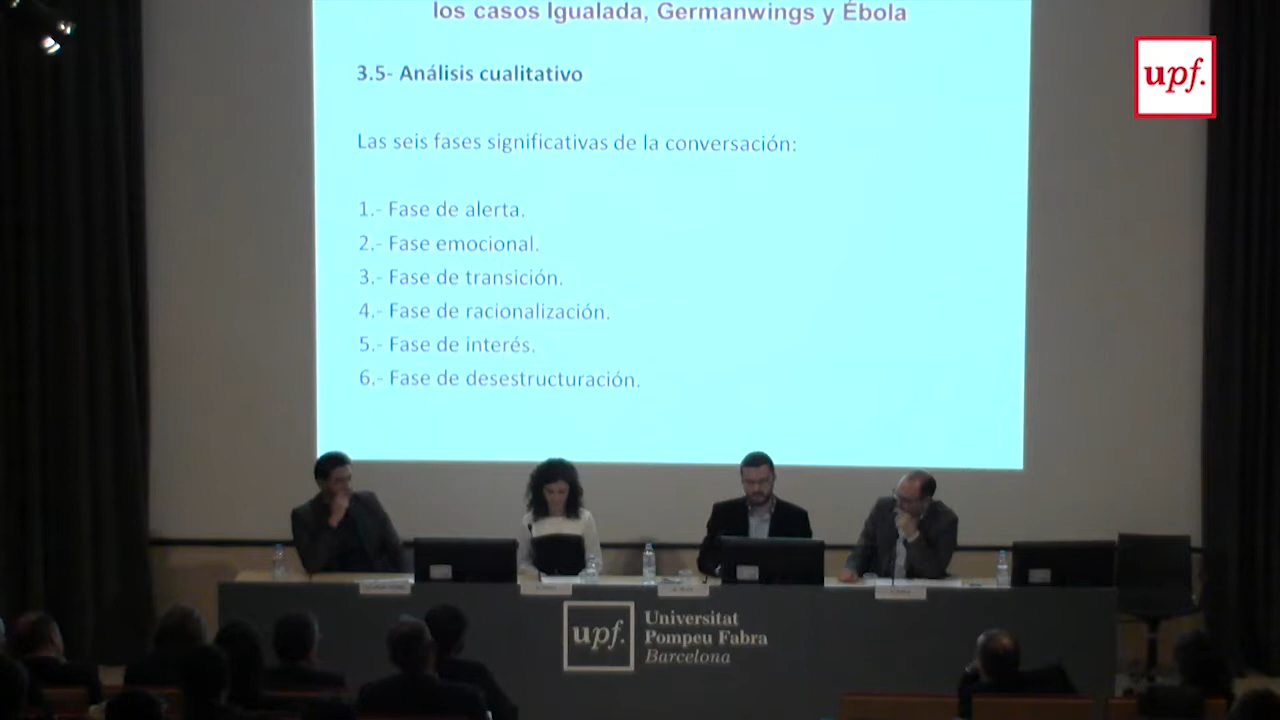 los casos Igualada, Germanwings y Ébola
upf.
3.5- Análisis cualitativo
Las seis fases significativas de la conversación:
1.- Fase de alerta.
2.- Fase emocional.
3.- Fase de transición.
4.- Fase de racionalización.
5.- Fase de interés.
6.- Fase de desestructuración.
upf.
Universitat
Pompeu Fabra
Barcelona